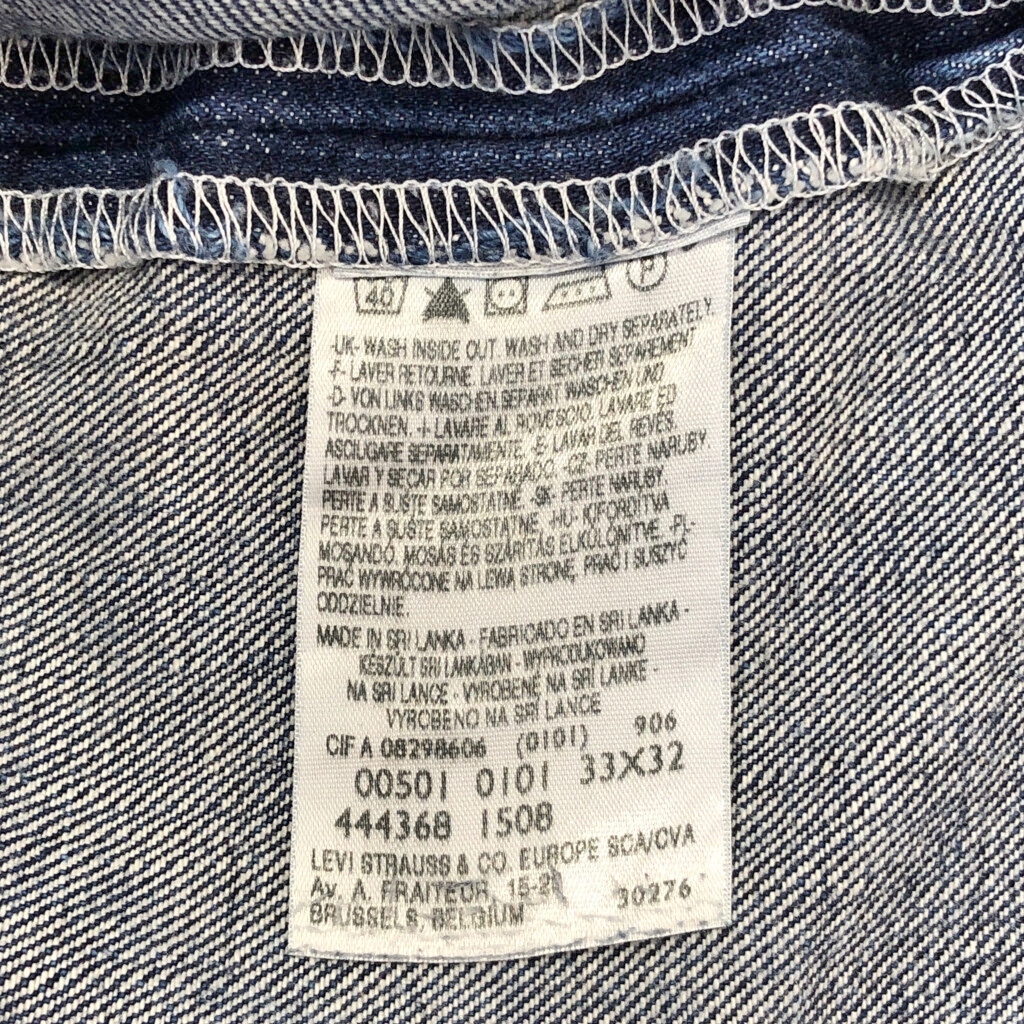 40 P
-UK- WASH INSIDE OUT. WASH AND DRY SEPARATELY.
-F- LAVER RETOURNE. LAVER ET SECHER SEPAREMENT
-D- VON LINKS WASCHEN. SEPARAT WASCHEN UND
TROCKNEN. -I- LAVARE AL ROVESCIO. LAVARE ED
ASCIUGARE SEPARATAMENTE. -E- LAVAR DEL REVÉS.
LAVAR Y SECAR POR SEPARADO. -CZ- PERTE NARUBY.
PERTE A SUŠTE SAMOSTATNE. -SK- PERTE NARUBY.
PERTE A SUŠTE SAMOSTATNE. -HU- KIFORDÍTVA
MOSANDÓ. MOSÁS ÉS SZÁRÍTÁS ELKÜLÖNÍTVE. -PL-
PRAĆ WYWRÓCONE NA LEWĄ STRONĘ, PRAĆ I SUSZYĆ
ODDZIELNIE.
MADE IN SRI LANKA - FABRICADO EN SRI LANKA -
KÉSZÜLT SRI LANKÁBAN - WYPRODUKOWANO
NA SRI LANCE - VYROBENÉ NA SRÍ LANKE -
VYROBENO NA SRÍ LANCE
CIF A 08298606 (0101) 906
00501 0101 33X32
444368 1508
LEVI STRAUSS & CO. EUROPE SCA/CVA
Av. A. FRAITEUR, 15-2 30276
BRUSSELS, BELGIUM